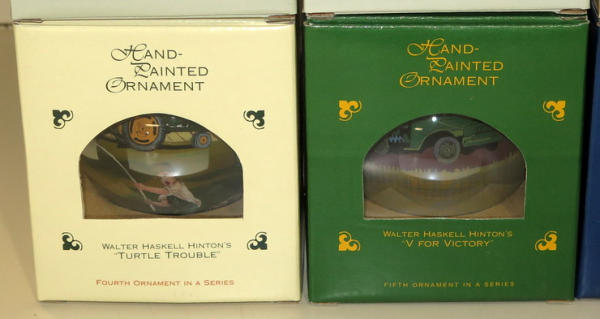 HAND-
PAINTED
ORNAMENT
WALTER HASKELL HINTON'S
"TURTLE TROUBLE"
FOURTH ORNAMENT IN A SERIES
HAND-
PAINTED
ORNAMENT
WALTER HASKELL HINTON'S
"V FOR VICTORY"
FIFTH ORNAMENT IN A SERIES